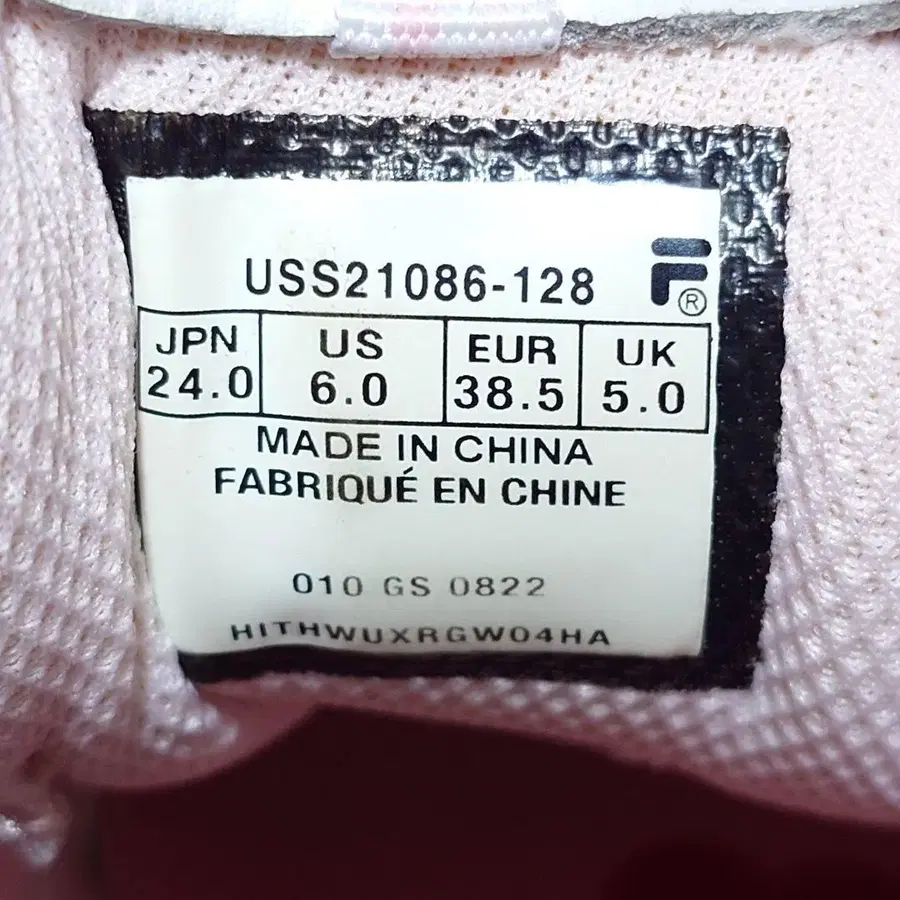 USS21086-128
®
JPN US EUR UK
24.0 6.0 38.5 5.0
MADE IN CHINA
FABRIQUÉ EN CHINE
010 GS 0822
HITHWUXRGW04HA